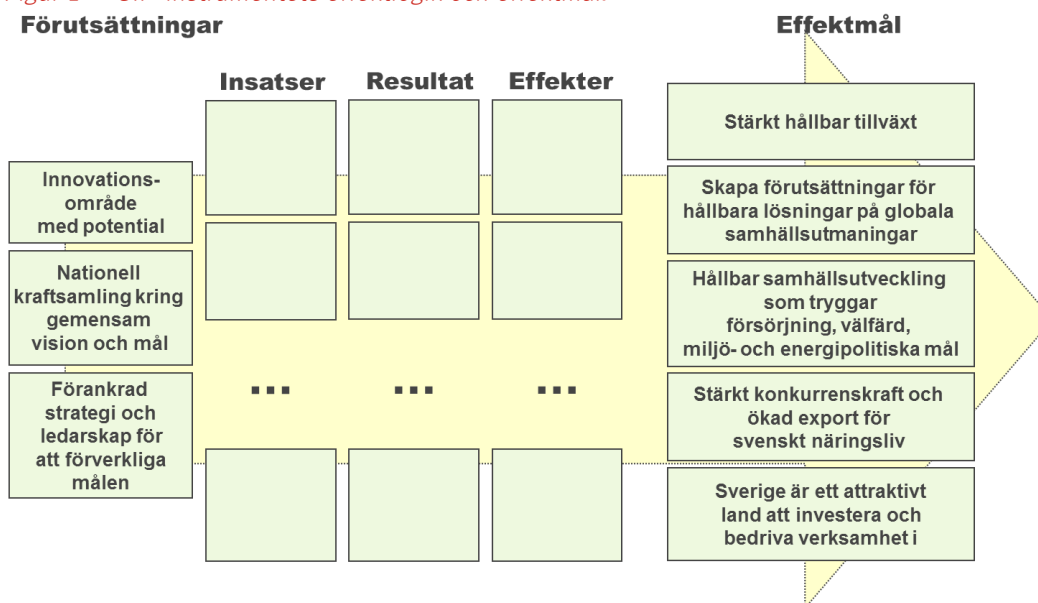 Förutsättningar
Effektmål
Insatser
Resultat
Effekter
Innovations-
område
med potential
Nationell
kraftsamling kring
gemensam
vision och mål
Förankrad
strategi och
ledarskap för
att förverkliga
målen
...
...
...
Stärkt hållbar tillväxt
Skapa förutsättningar för
hållbara lösningar på globala
samhällsutmaningar
Hållbar samhällsutveckling
som tryggar
försörjning, välfärd,
miljö- och energipolitiska mål
Stärkt konkurrenskraft och
ökad export för
svenskt näringsliv
Sverige är ett attraktivt
land att investera och
bedriva verksamhet i